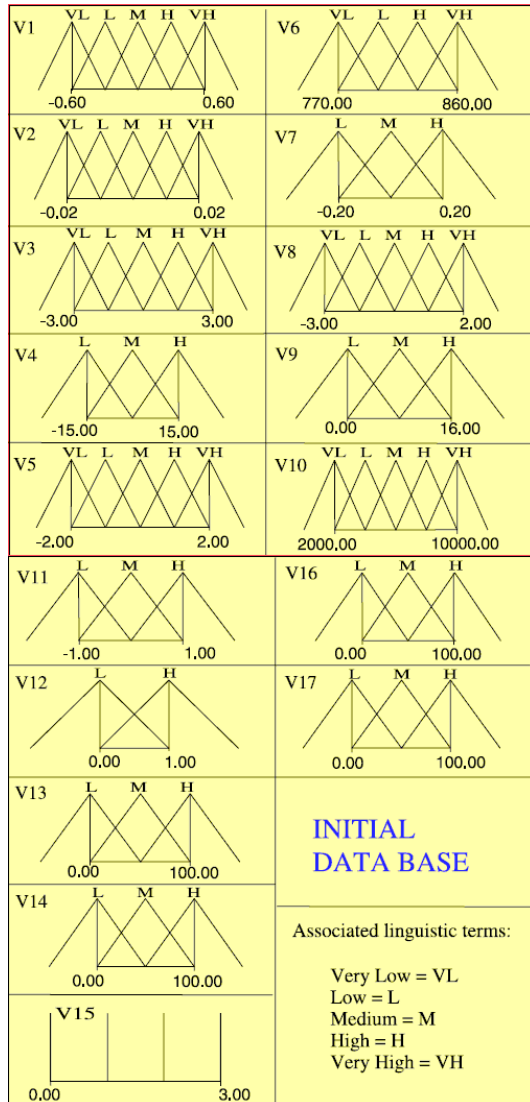 V1
VL L M H VH
-0.60 0.60
V6
VL L M H VH
770.00 860.00
V2
VL L M H VH
-0.02 0.02
V7
L M H
-0.20 0.20
V3
VL L M H VH
-3.00 3.00
V8
VL L M H VH
-3.00 2.00
V4
L M H
-15.00 15.00
V9
L M H
0.00 16.00
V5
VL L M H VH
-2.00 2.00
V10
VL L M H VH
2000.00 10000.00
V11
L M H
-1.00 1.00
V16
L M H
0.00 100.00
V12
L H
0.00 1.00
V17
L M H
0.00 100.00
V13
L M H
0.00 100.00
V14
L M H
0.00 100.00
V15
0.00 3.00
INITIAL
DATA BASE
Associated linguistic terms:
Very Low = VL
Low = L
Medium = M
High = H
Very High = VH